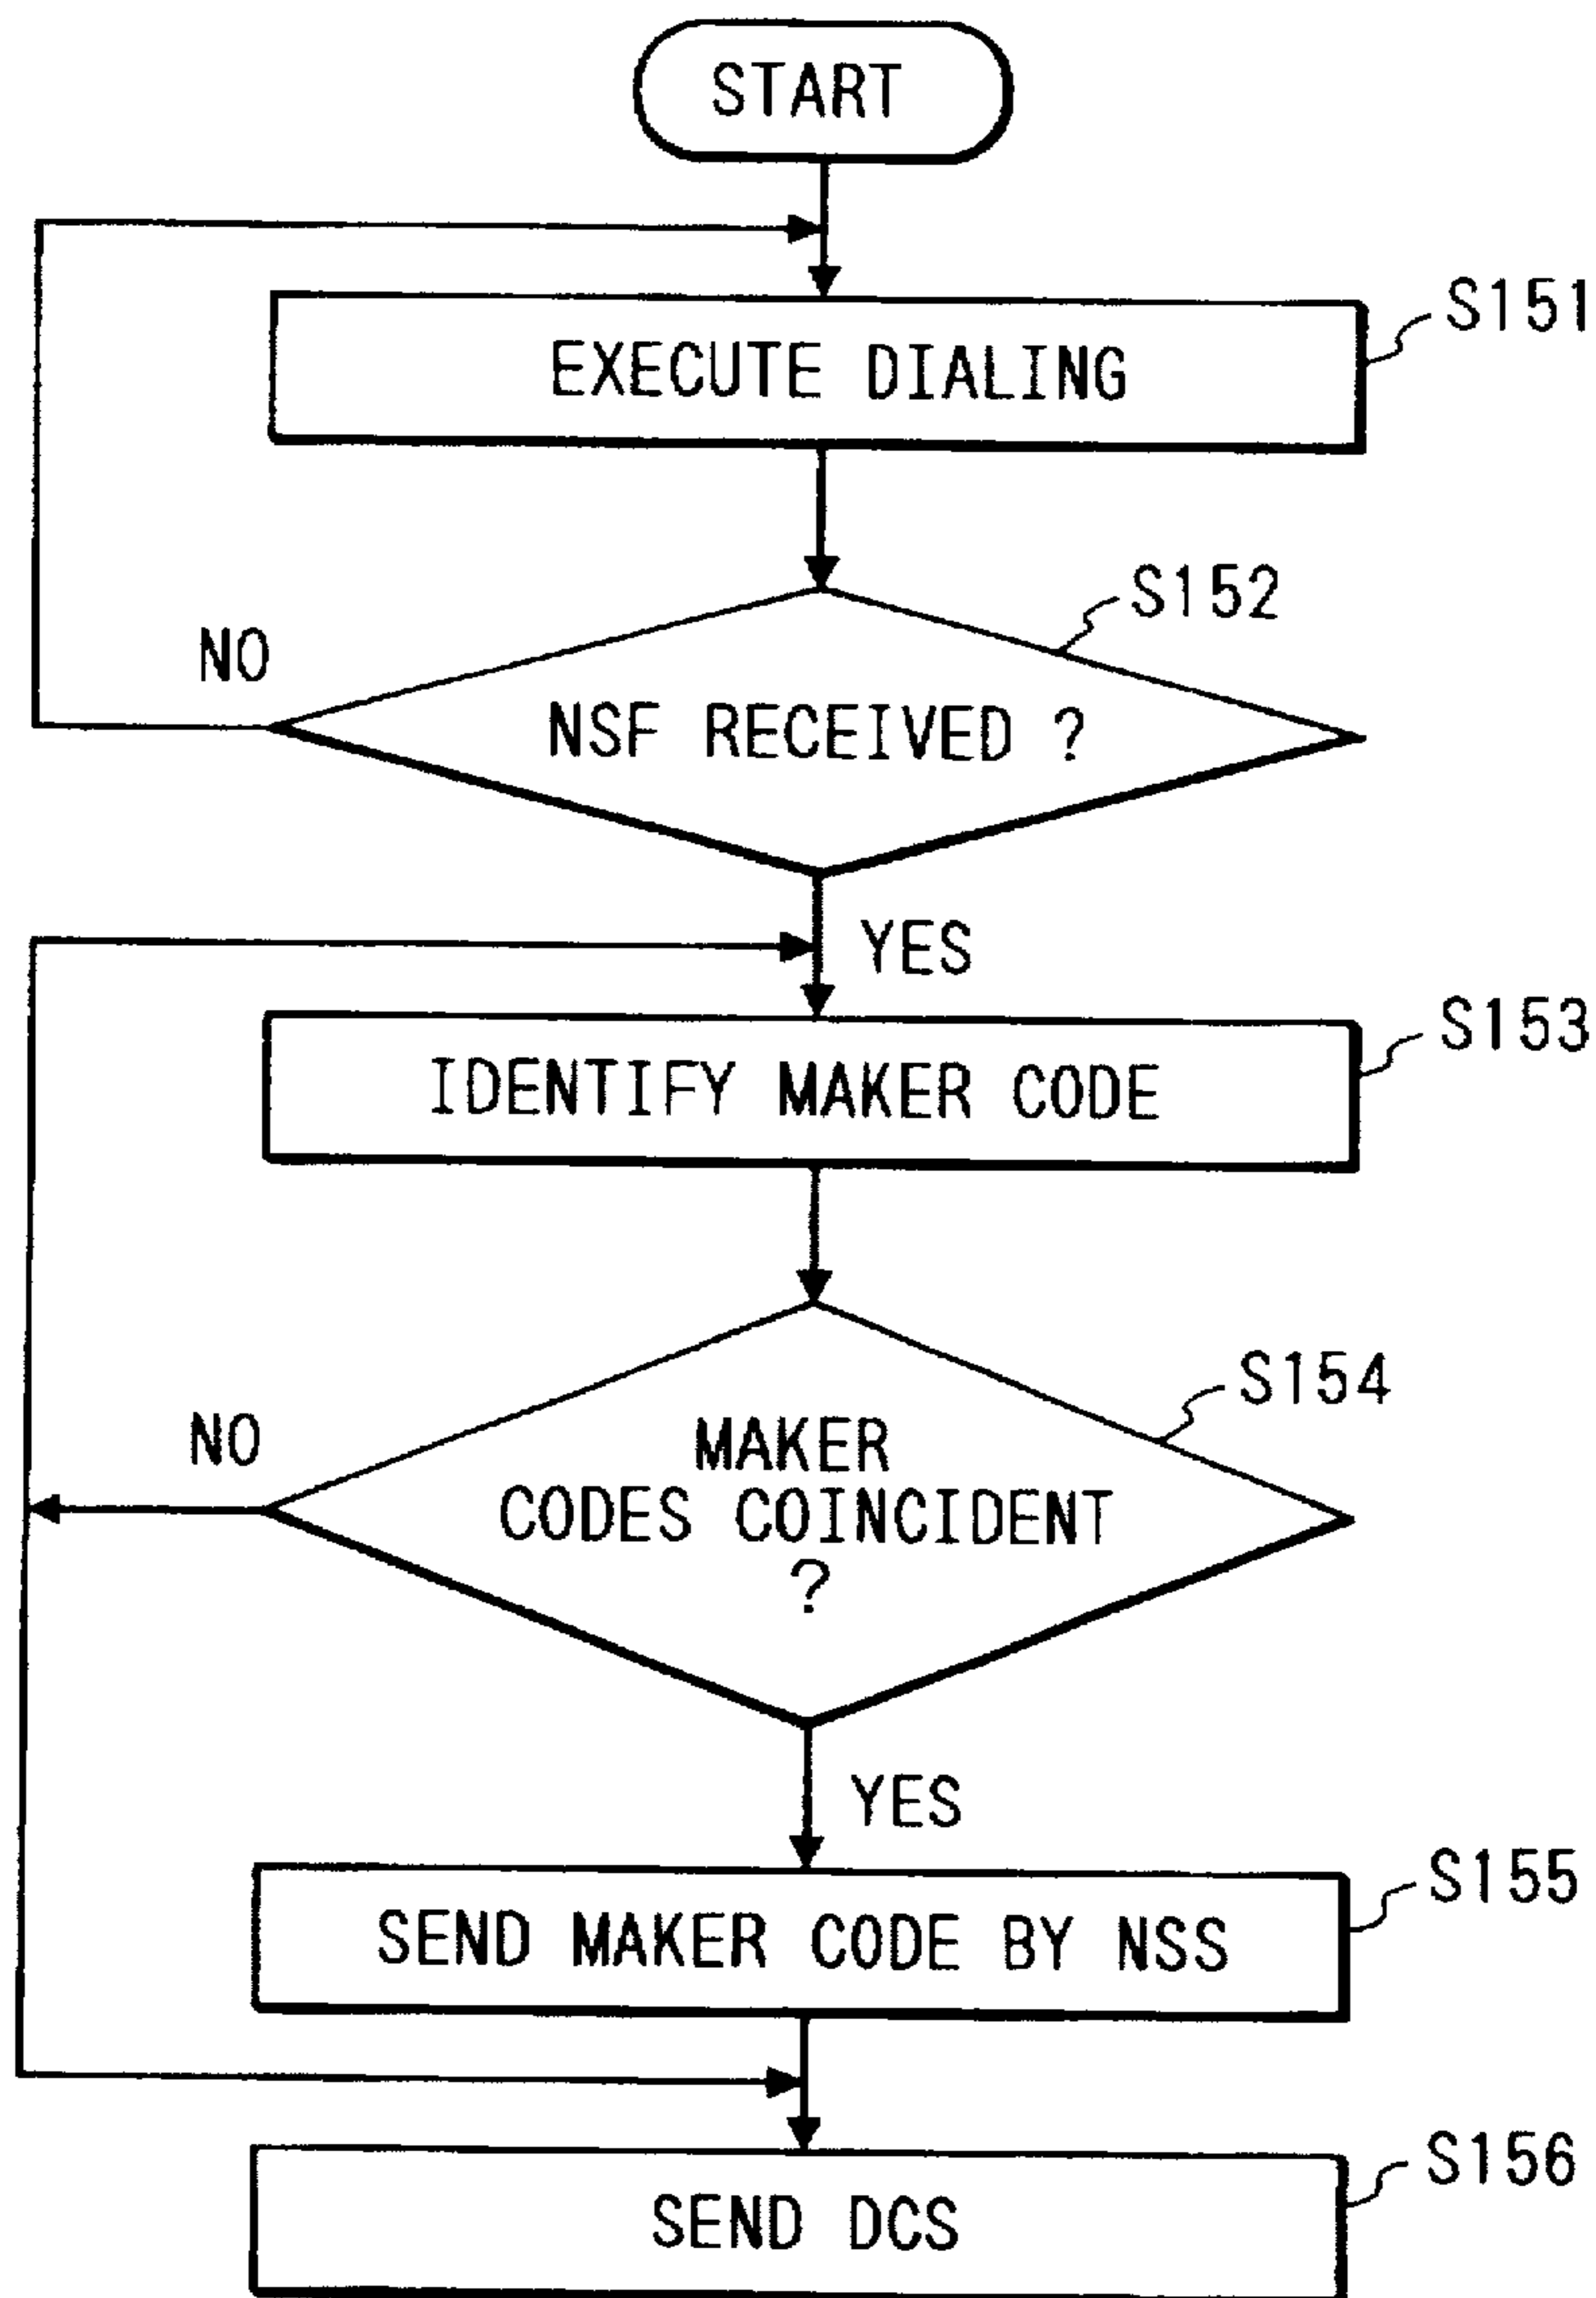 START
S151
EXECUTE DIALING
S152
NO
NSF RECEIVED ?
YES
S153
IDENTIFY MAKER CODE
S154
NO
MAKER
CODES COINCIDENT
?
YES
S155
SEND MAKER CODE BY NSS
S156
SEND DCS